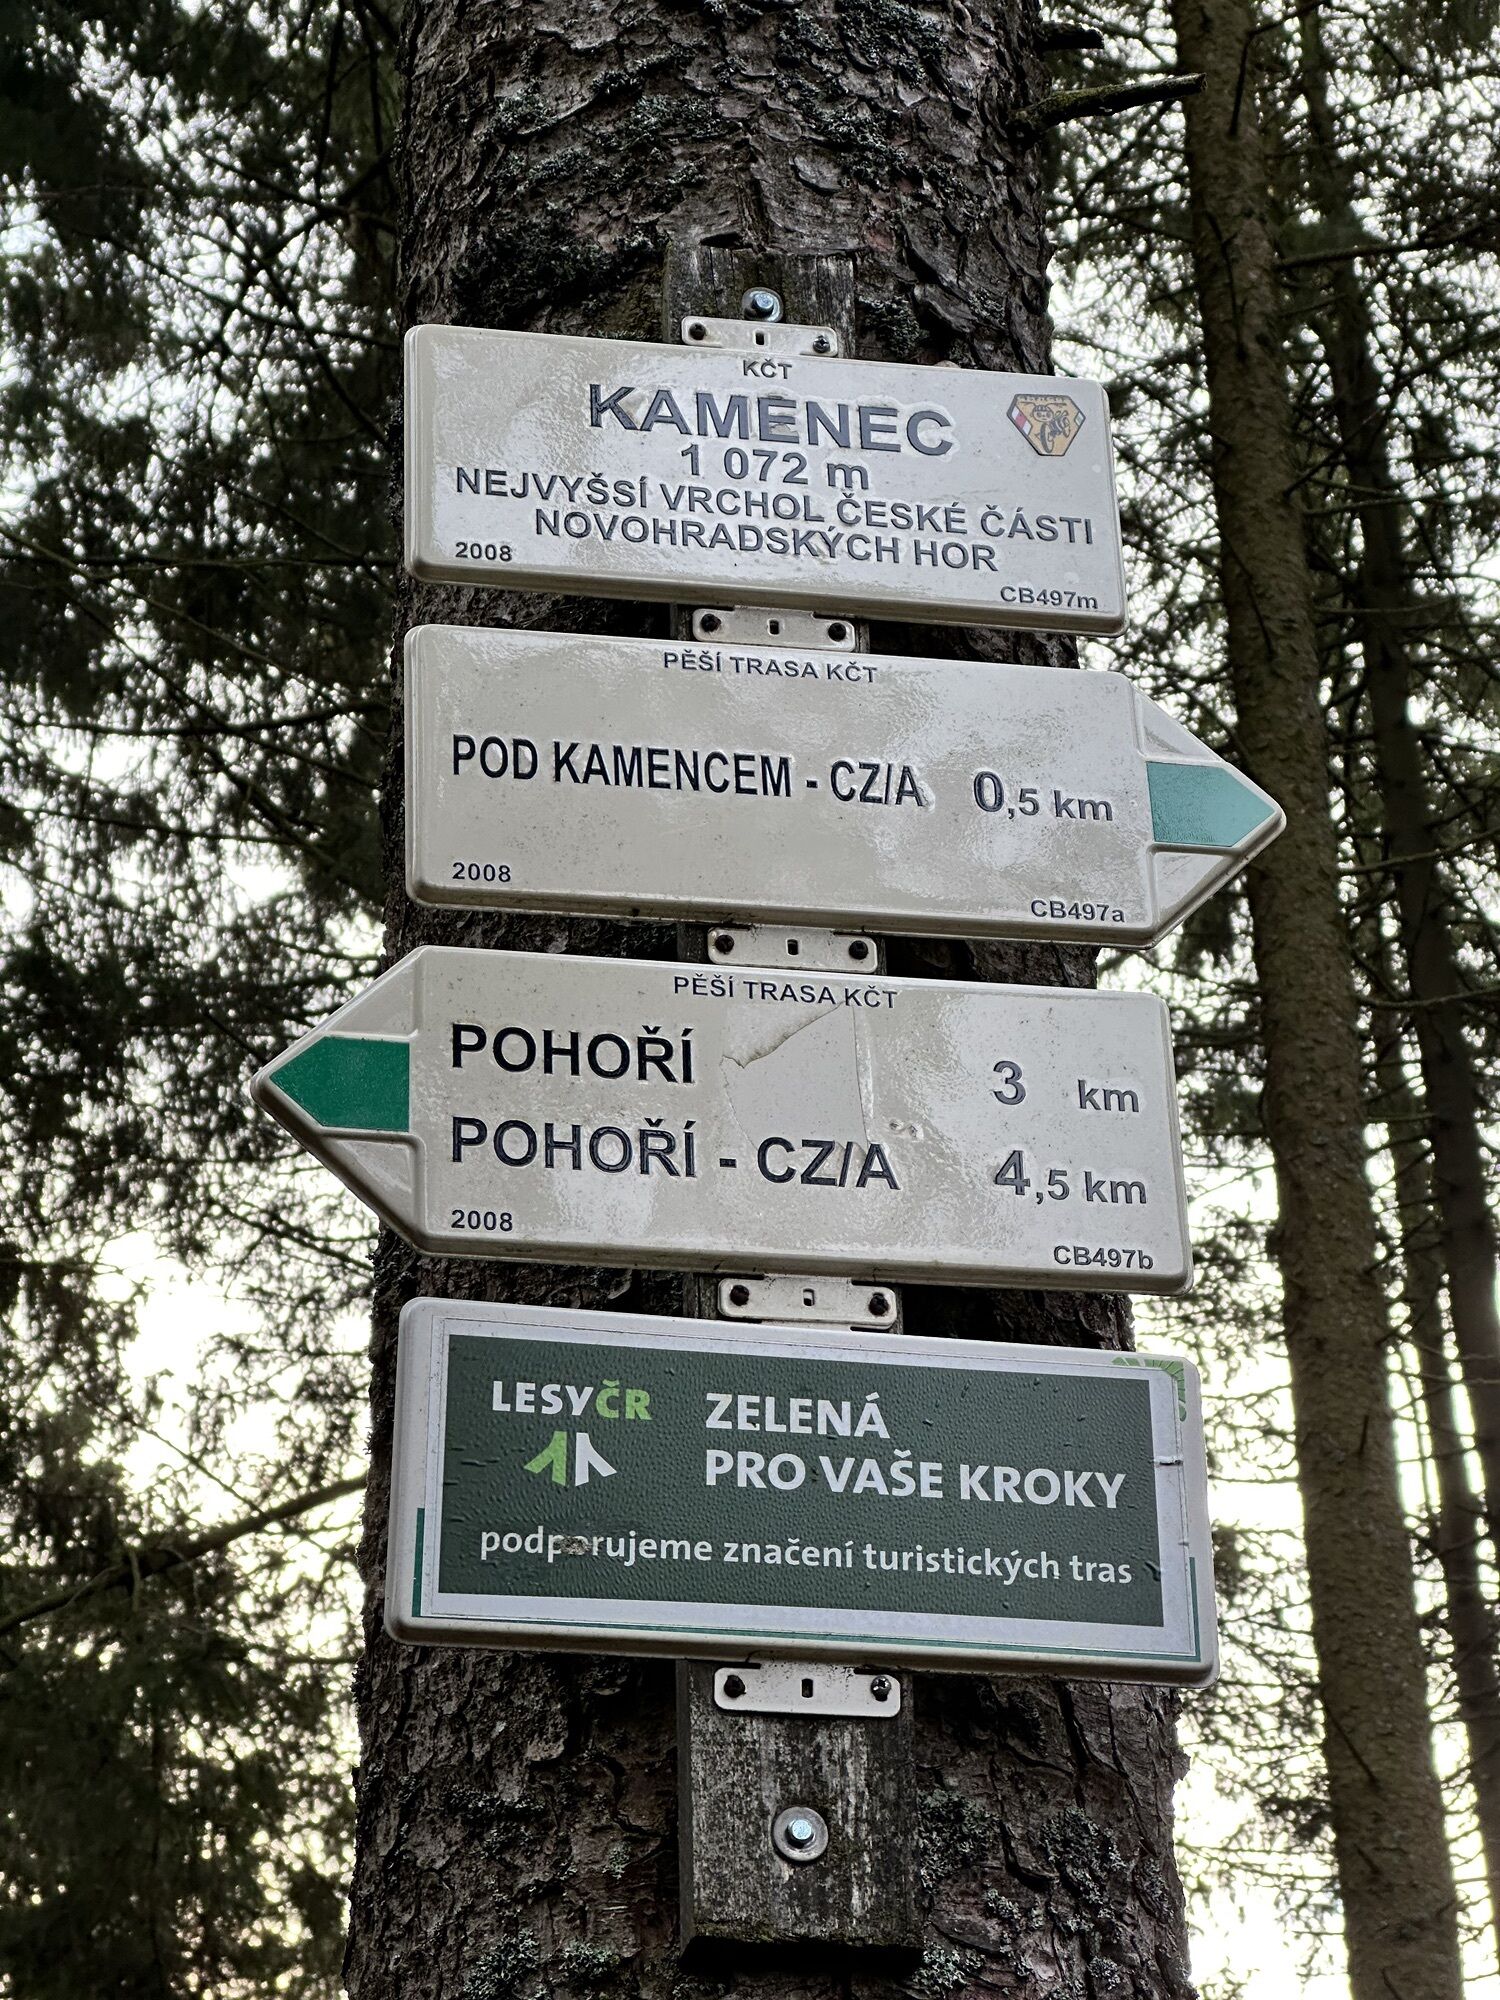 KČT
KAMENEC
1 072 m
NEJVYŠSÍ VRCHOL ČESKÉ ČÁSTI
NOVOHRADSKÝCH HOR
2008
CB497m
PĚŠÍ TRASA KČT
POD KAMENCEM - CZ/A 0,5 km
2008
CB497a
PĚŠÍ TRASA KČT
POHOŘÍ 3 km
POHOŘÍ - CZ/A 4,5 km
2008
CB497b
LESYČR
ZELENÁ
PRO VAŠE KROKY
podporujeme značení turistických tras